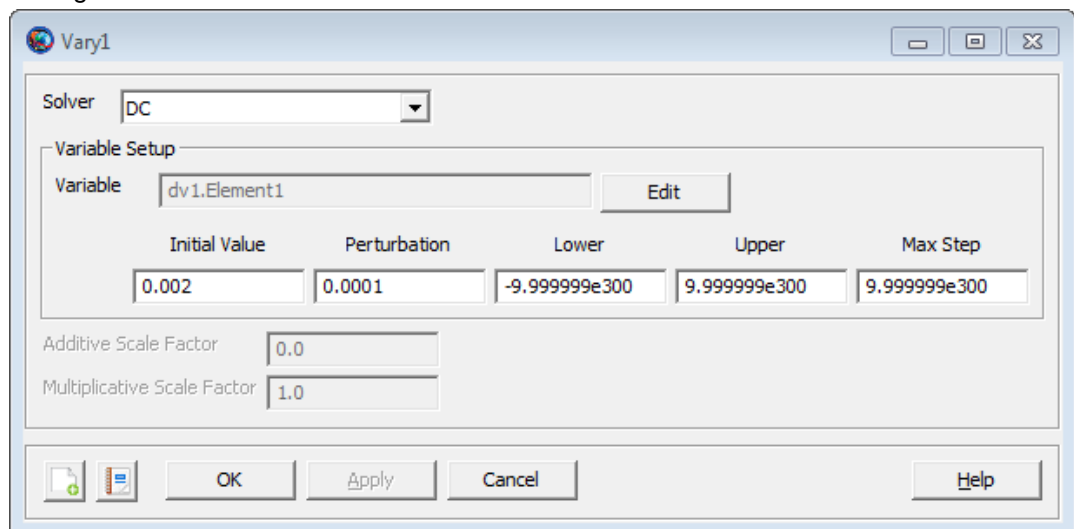 Vary1
Solver DC
Variable Setup
Variable dv1.Element1 Edit
Initial Value Perturbation Lower Upper Max Step
0.002 0.0001 -9.999999e300 9.999999e300 9.999999e300
Additive Scale Factor 0.0
Multiplicative Scale Factor 1.0
OK Apply Cancel Help